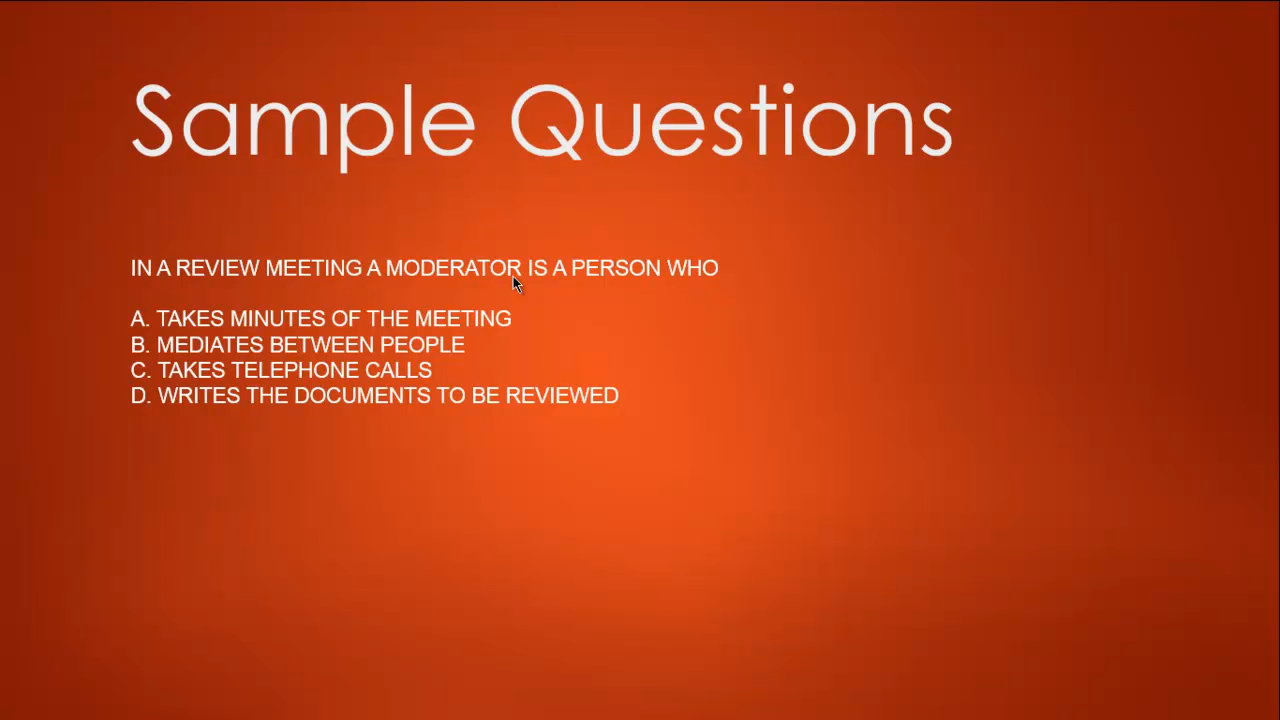 Sample Questions
IN A REVIEW MEETING A MODERATOR IS A PERSON WHO
A. TAKES MINUTES OF THE MEETING
B. MEDIATES BETWEEN PEOPLE
C. TAKES TELEPHONE CALLS
D. WRITES THE DOCUMENTS TO BE REVIEWED